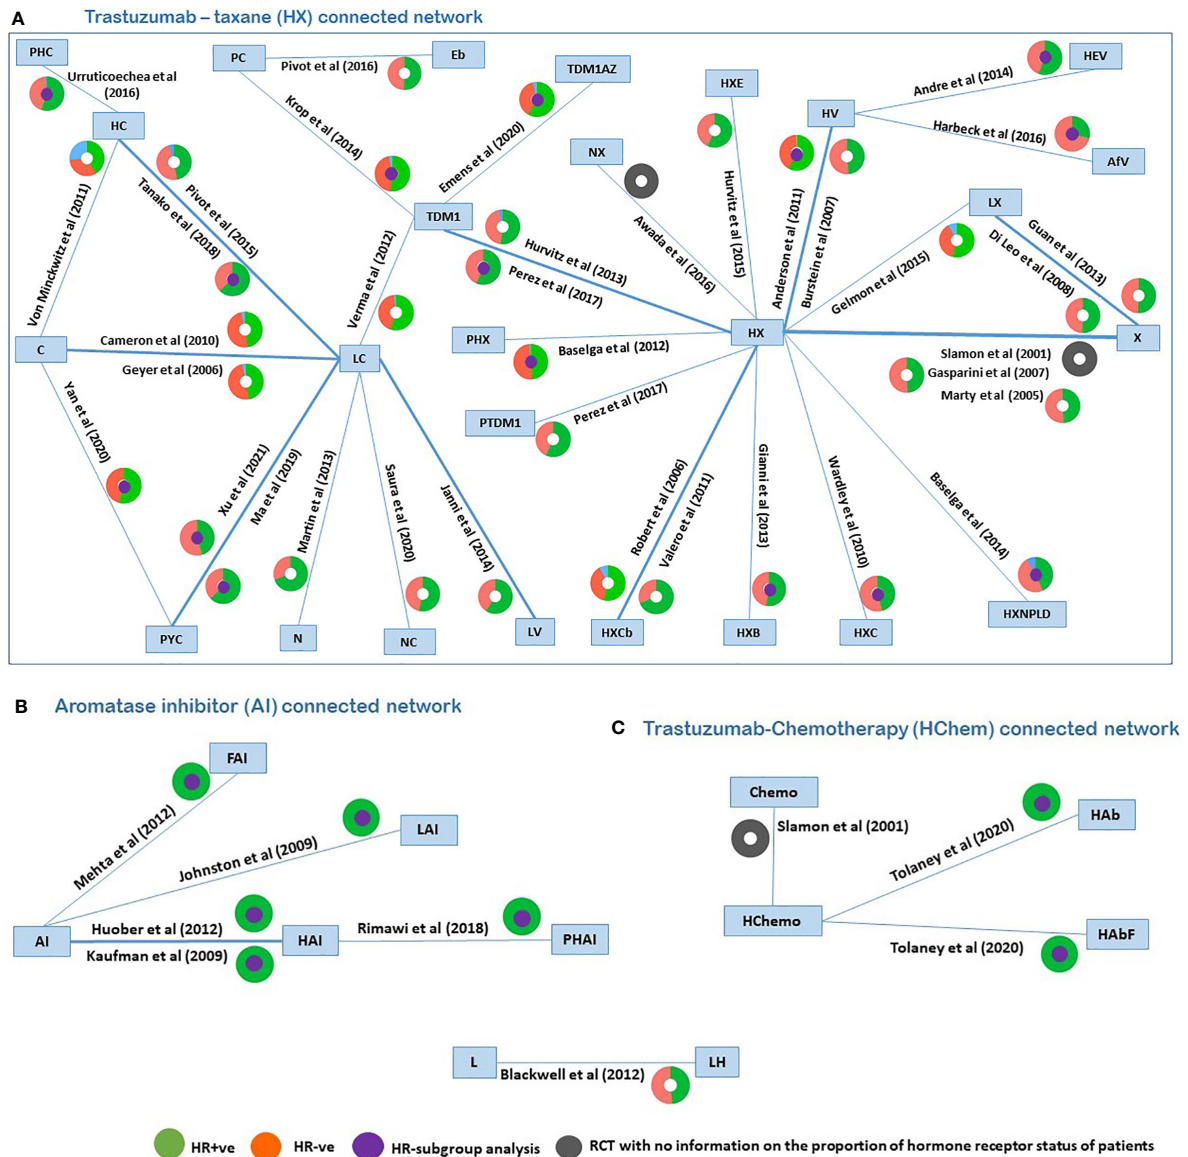 A
Trastuzumab – taxane (HX) connected network
PHC
Urruticoechea et al
(2016)
HC
PC
Pivot et al (2016)
Eb
Krop et al (2014)
TDM1AZ
Emens et al (2020)
NX
HXE
HV
Andre et al (2014)
HEV
Harbeck et al (2016)
AfV
Von Minckwitz et al (2011)
Pivot et al (2015)
Tanako et al (2018)
TDM1
Verma et al (2012)
Hurvitz et al (2013)
Perez et al (2017)
Awada et al (2016)
Hurvitz et al (2015)
Anderson et al (2011)
Burstein et al (2007)
Gelmon et al (2015)
LX
Guan et al (2013)
Di Leo et al (2008)
C
Cameron et al (2010)
Geyer et al (2006)
LC
PHX
Baselga et al (2012)
HX
X
Slamon et al (2001)
Gasparini et al (2007)
Marty et al (2005)
PTDM1
Perez et al (2017)
Yan et al (2020)
Xu et al (2021)
Ma et al (2019)
Martin et al (2013)
Saura et al (2020)
Janni et al (2014)
Robert et al (2006)
Valero et al (2011)
Gianni et al (2013)
Wardley et al (2010)
Baselga et al (2014)
PYC
N
NC
LV
HXCb
HXB
HXC
HXNPLD
B
Aromatase inhibitor (AI) connected network
FAI
Mehta et al (2012)
LAI
Johnston et al (2009)
AI
Huober et al (2012)
Kaufman et al (2009)
HAI
Rimawi et al (2018)
PHAI
C
Trastuzumab-Chemotherapy (HChem) connected network
Chemo
Slamon et al (2001)
HChemo
Tolaney et al (2020)
HAb
Tolaney et al (2020)
HAbF
L
Blackwell et al (2012)
LH
HR+ve
HR-ve
HR-subgroup analysis
RCT with no information on the proportion of hormone receptor status of patients